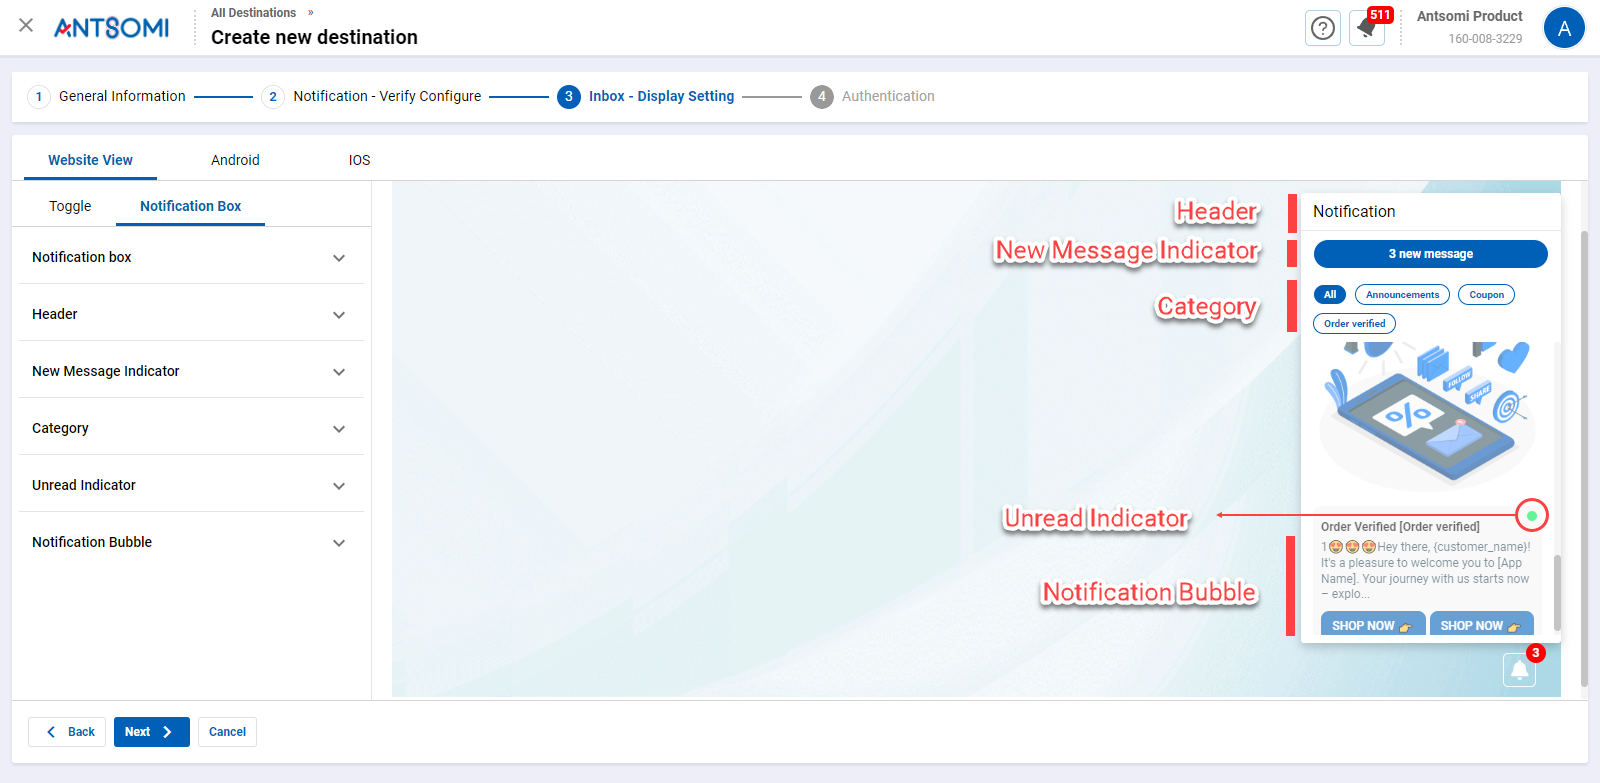 ANTSOMI
All Destinations »
Create new destination
511
Antsomi Product
160-008-3229
A
1 General Information
2 Notification - Verify Configure
3 Inbox - Display Setting
4 Authentication
Website View
Android
IOS
Toggle
Notification Box
Notification box
Header
New Message Indicator
Category
Unread Indicator
Notification Bubble
Header
New Message Indicator
Category
Unread Indicator
Notification Bubble
Notification
3 new message
All
Announcements
Coupon
Order verified
FOLLOW
SHARE
%
Order Verified [Order verified]
1🤩🤩🤩Hey there, {customer_name}!
It's a pleasure to welcome you to [App
Name]. Your journey with us starts now
– explo...
SHOP NOW 👉
SHOP NOW 👉
3
Back
Next
Cancel